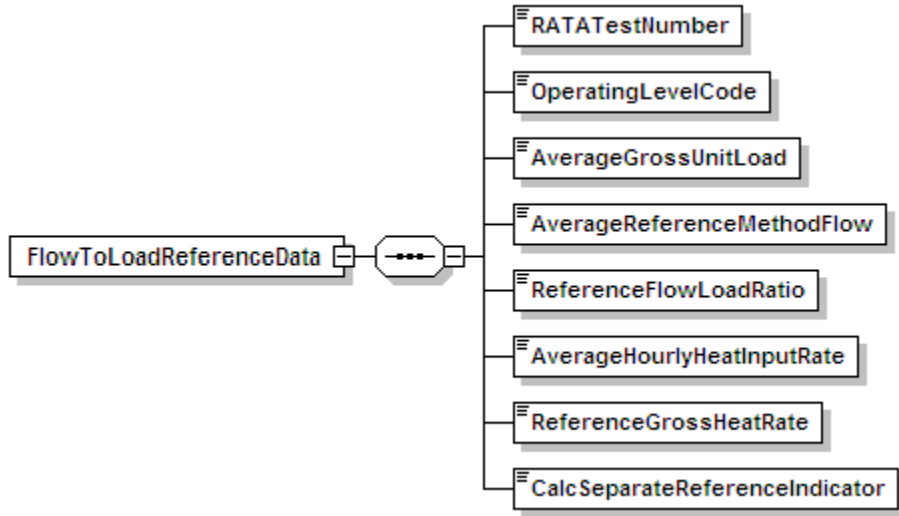 RATATestNumber
OperatingLevelCode
AverageGrossUnitLoad
AverageReferenceMethodFlow
FlowToLoadReferenceData
ReferenceFlowLoadRatio
AverageHourlyHeatInputRate
ReferenceGrossHeatRate
CalcSeparateReferenceIndicator